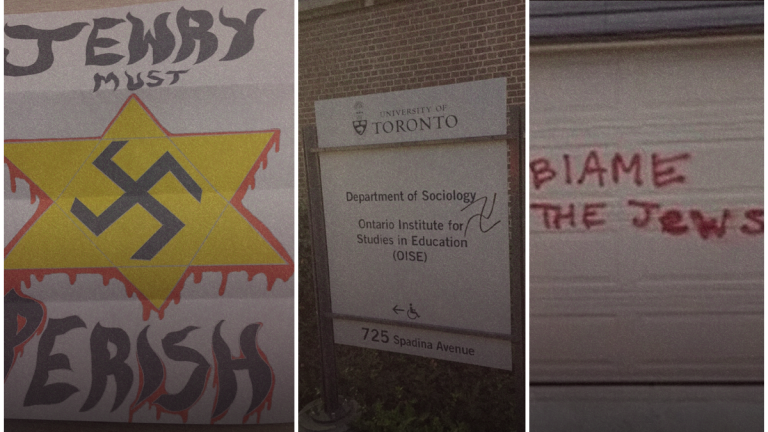 JEWRY
MUST
PERISH
UNIVERSITY OF
TORONTO
Department of Sociology
Ontario Institute for
Studies in Education
(OISE)
725 Spadina Avenue
BlAME
THE JewS